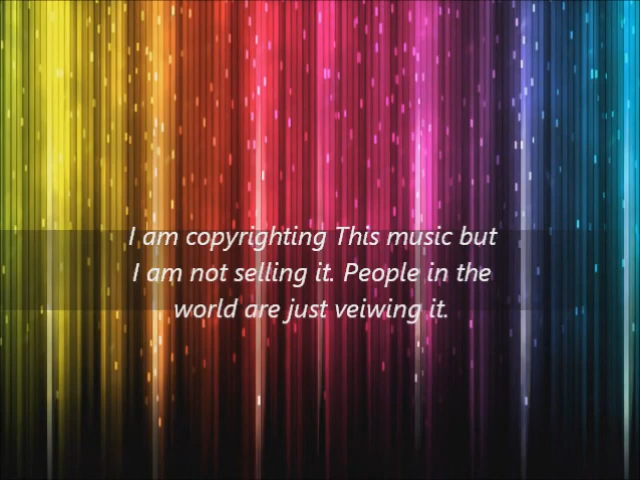 I am copyrighting This music but
I am not selling it. People in the
world are just veiwing it.